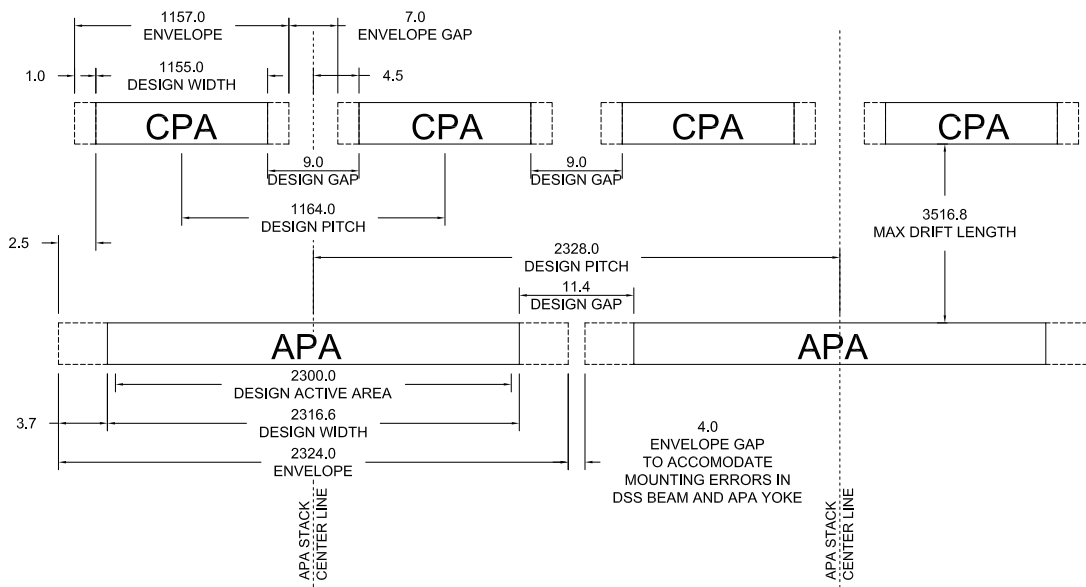 1157.0
ENVELOPE
7.0
ENVELOPE GAP
1.0
1155.0
DESIGN WIDTH
4.5
CPA
CPA
CPA
CPA
9.0
DESIGN GAP
9.0
DESIGN GAP
1164.0
DESIGN PITCH
3516.8
MAX DRIFT LENGTH
2.5
2328.0
DESIGN PITCH
11.4
DESIGN GAP
APA
APA
2300.0
DESIGN ACTIVE AREA
3.7
2316.6
DESIGN WIDTH
2324.0
ENVELOPE
4.0
ENVELOPE GAP
TO ACCOMODATE
MOUNTING ERRORS IN
DSS BEAM AND APA YOKE
APA STACK
CENTER LINE
APA STACK
CENTER LINE